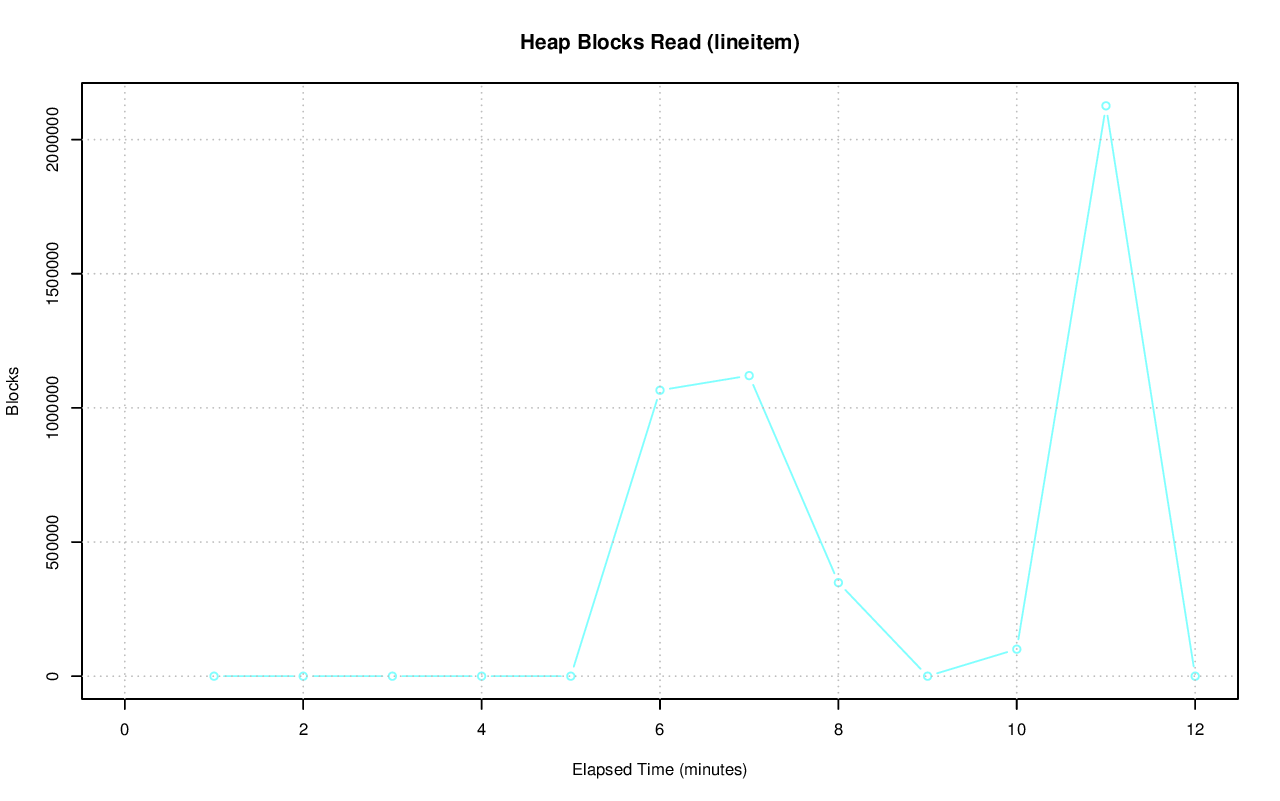 Heap Blocks Read (lineitem)
Blocks
2000000
1500000
1000000
500000
0
0 2 4 6 8 10 12
Elapsed Time (minutes)